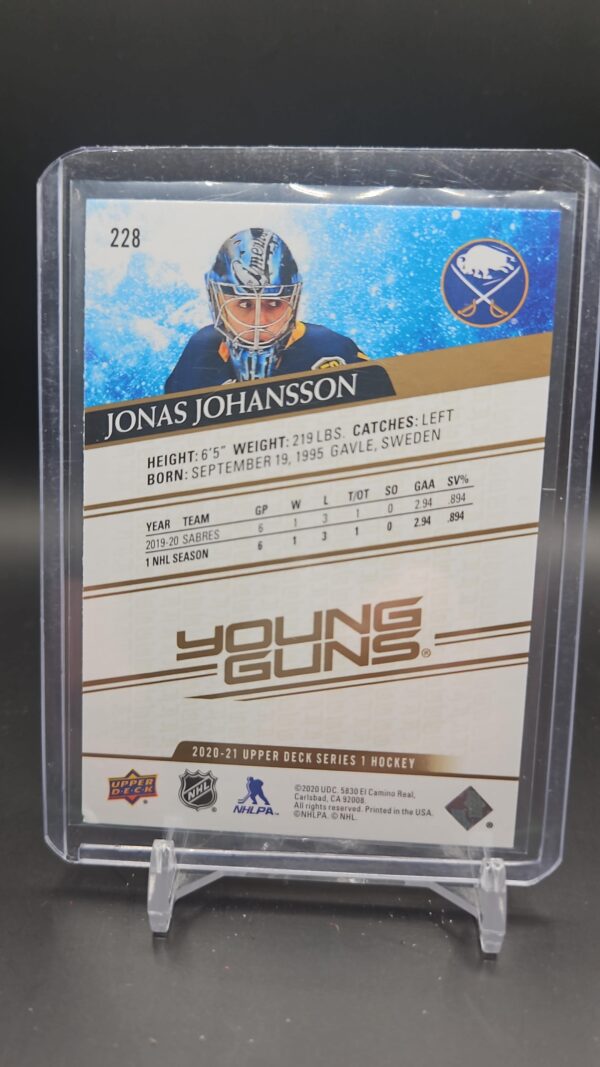 228
JONAS JOHANSSON
HEIGHT: 6'5" WEIGHT: 219 LBS. CATCHES: LEFT
BORN: SEPTEMBER 19, 1995 GAVLE, SWEDEN
YEAR TEAM GP W L T/OT SO GAA SV%
2019-20 SABRES 6 1 3 1 0 2.94 .894
1 NHL SEASON 6 1 3 1 0 2.94 .894
YOUNG
GUNS®
2020-21 UPPER DECK SERIES 1 HOCKEY
UPPER
DECK
NHL
NHLPA
©2020 UDC. 5830 El Camino Real,
Carlsbad, CA 92008.
All rights reserved. Printed in the USA.
©NHLPA. © NHL.
®